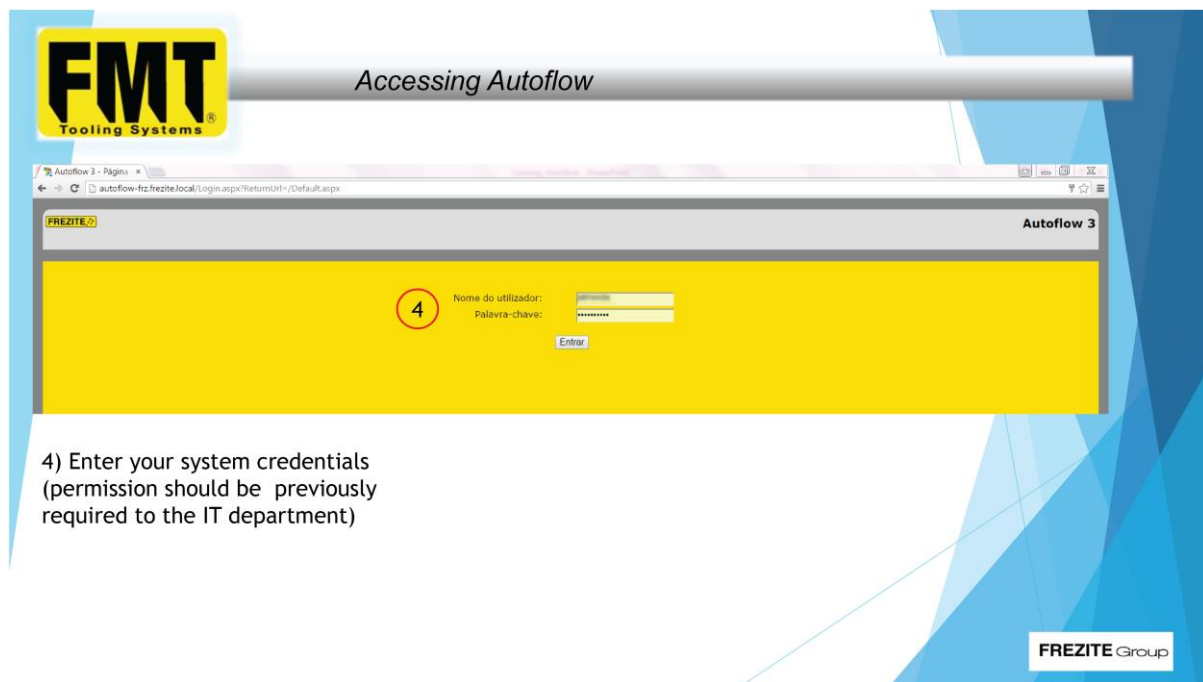 FMT
®
Tooling Systems
Accessing Autoflow
Autoflow 3 - Página
autoflow-frz.frezite.local/Login.aspx?ReturnUrl=/Default.aspx
FREZITE
Autoflow 3
4
Nome do utilizador:
Palavra-chave:
••••••••••
Entrar
4) Enter your system credentials
(permission should be previously
required to the IT department)
FREZITE Group